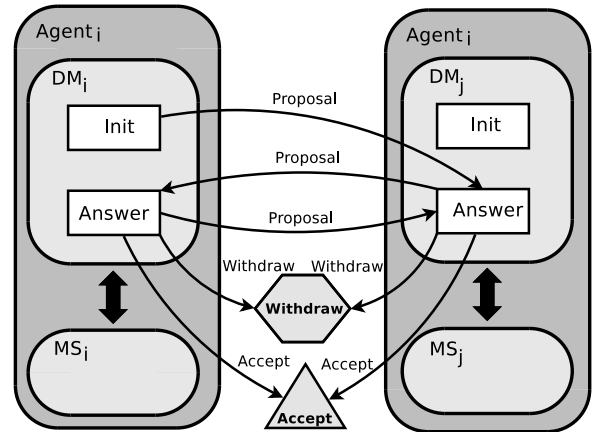 Agent i
Agent i
DM i
DM j
Init
Proposal
Init
Proposal
Answer
Answer
Proposal
Withdraw
Withdraw
Withdraw
MS i
MS j
Accept
Accept
Accept